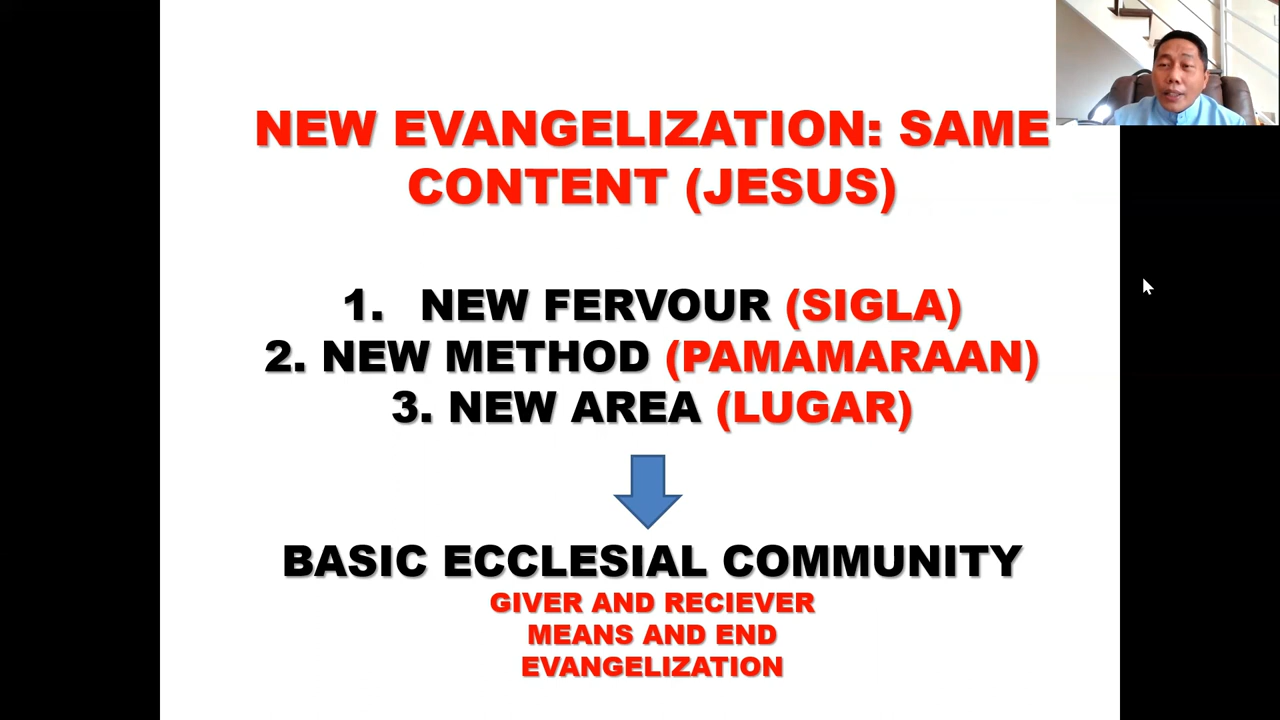 NEW EVANGELIZATION: SAME
CONTENT (JESUS)
1. NEW FERVOUR (SIGLA)
2. NEW METHOD (PAMAMARAAN)
3. NEW AREA (LUGAR)
BASIC ECCLESIAL COMMUNITY
GIVER AND RECIEVER
MEANS AND END
EVANGELIZATION